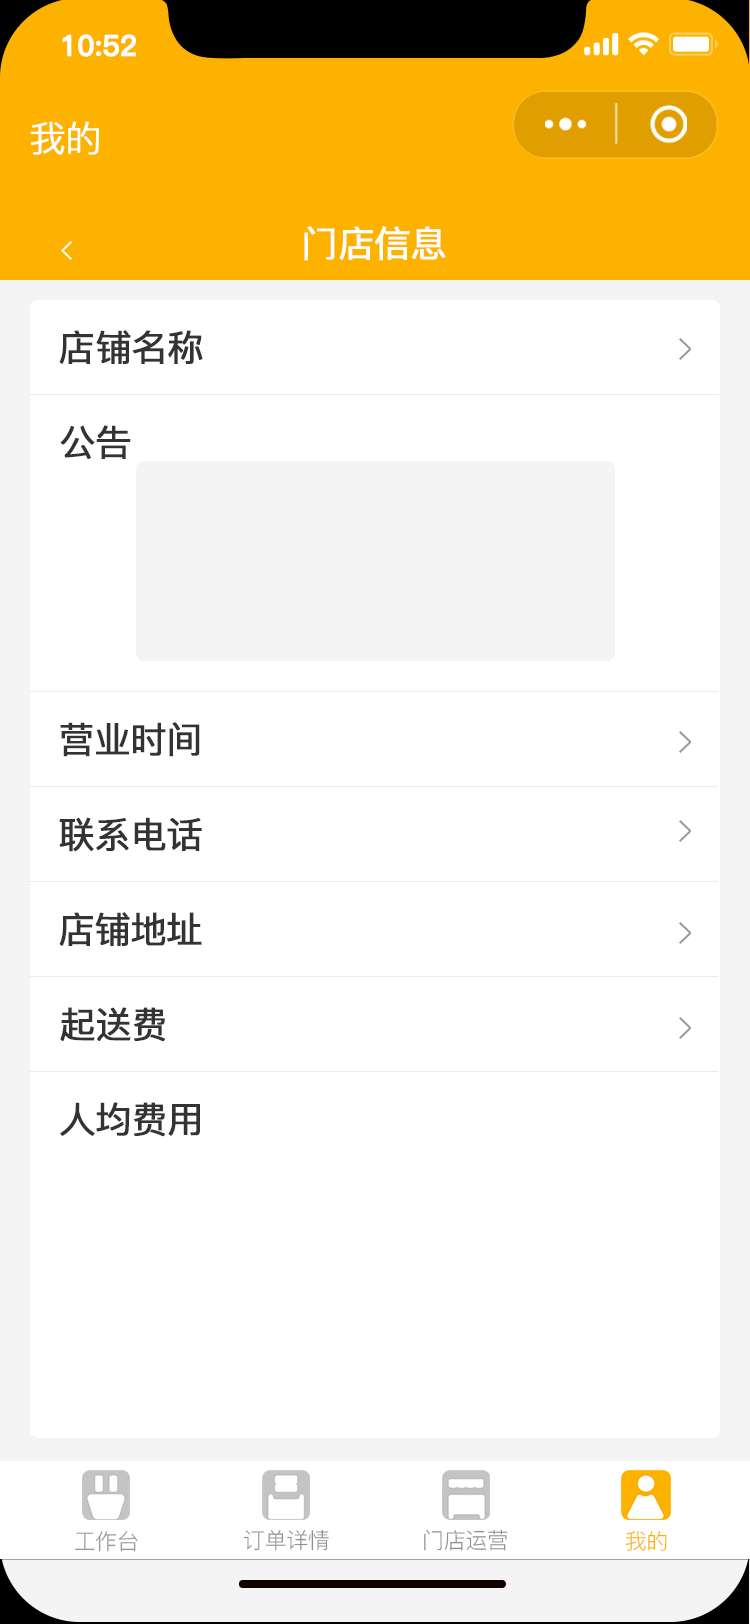 10:52
我的
门店信息
店铺名称
公告
营业时间
联系电话
店铺地址
起送费
人均费用
工作台
订单详情
门店运营
我的